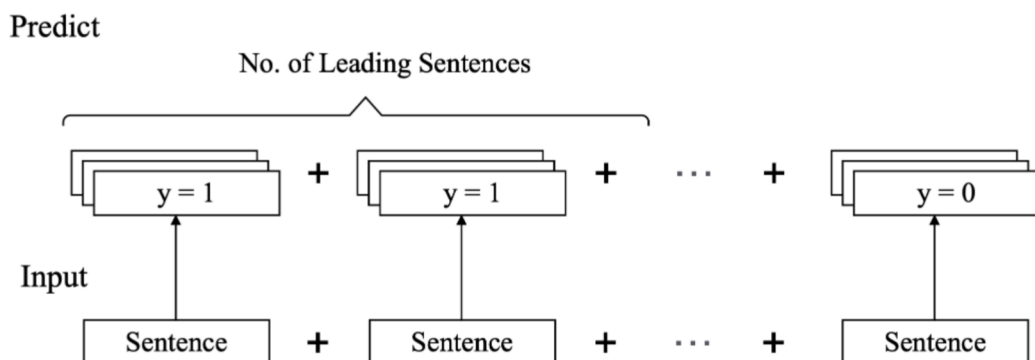 Predict
No. of Leading Sentences
y = 1 + y = 1 + ... + y = 0
Input
Sentence + Sentence + ... + Sentence